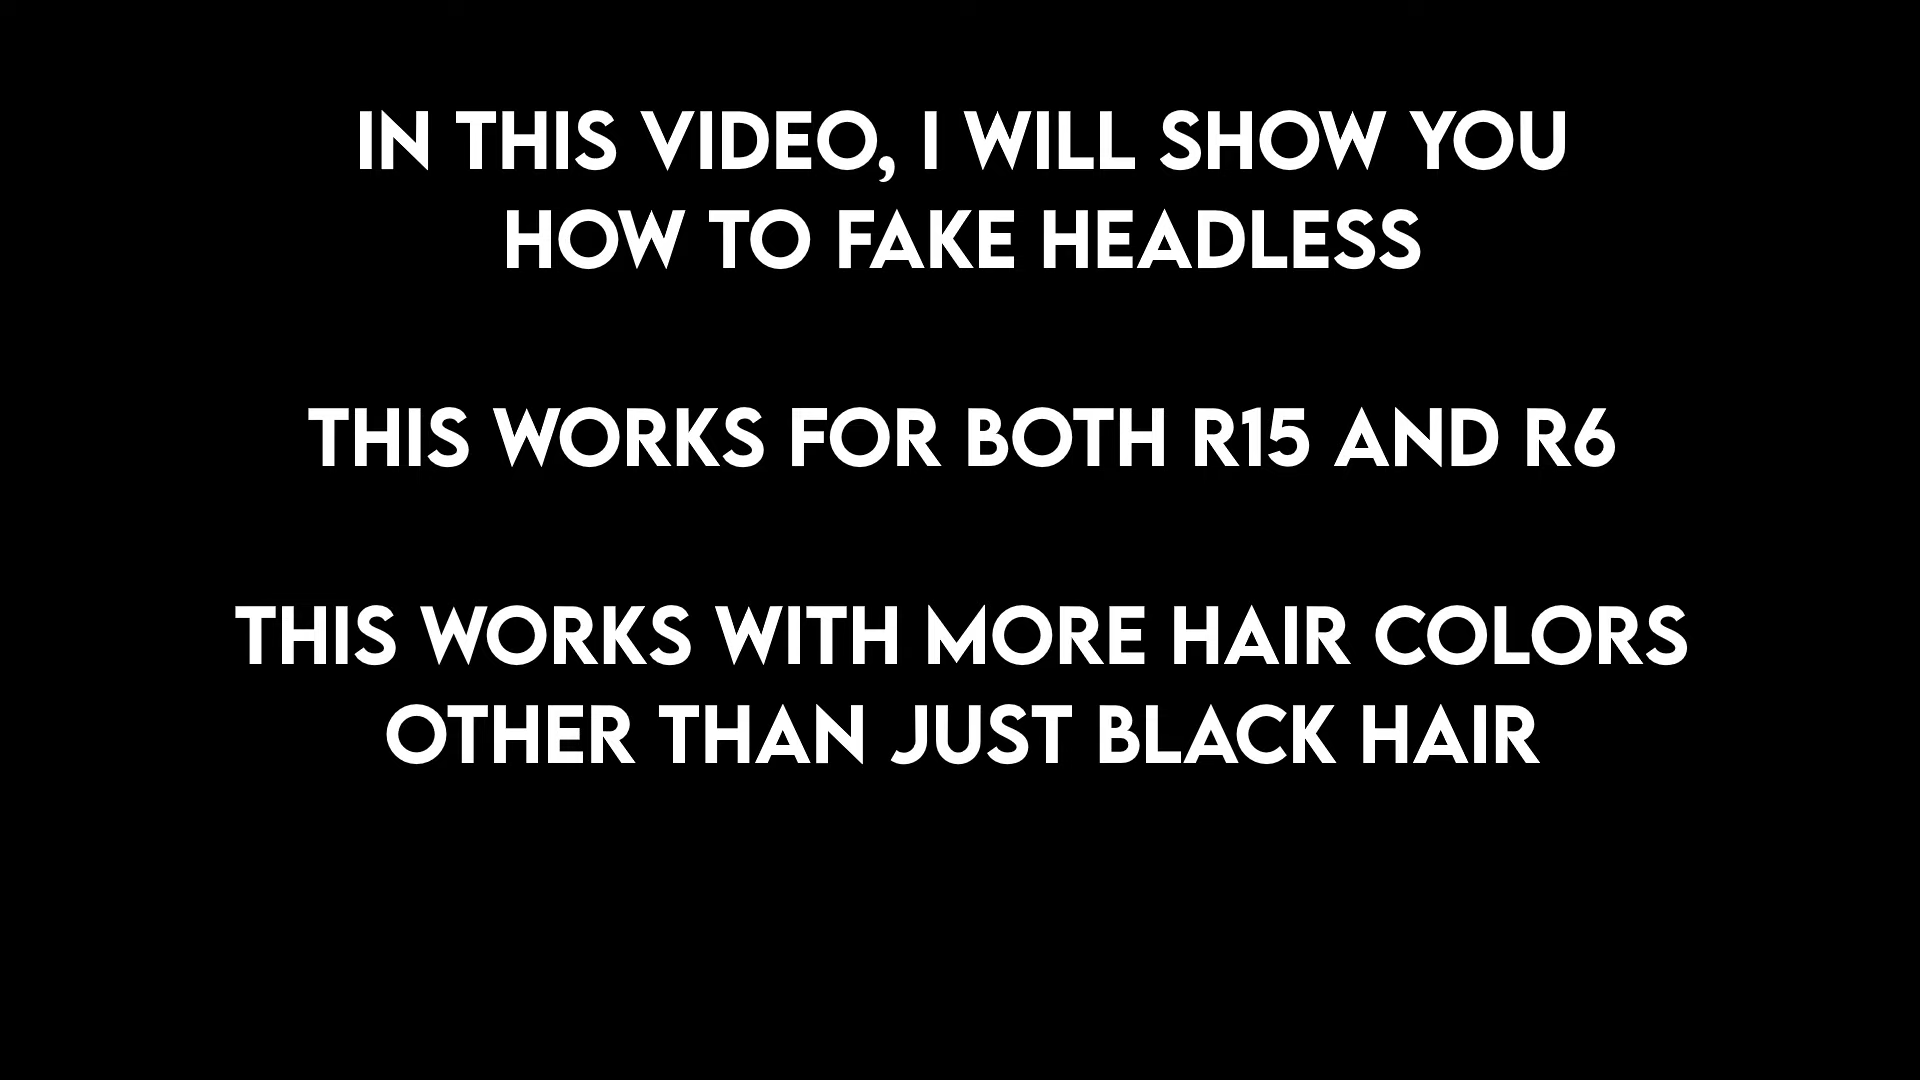 IN THIS VIDEO, I WILL SHOW YOU
HOW TO FAKE HEADLESS
THIS WORKS FOR BOTH R15 AND R6
THIS WORKS WITH MORE HAIR COLORS
OTHER THAN JUST BLACK HAIR